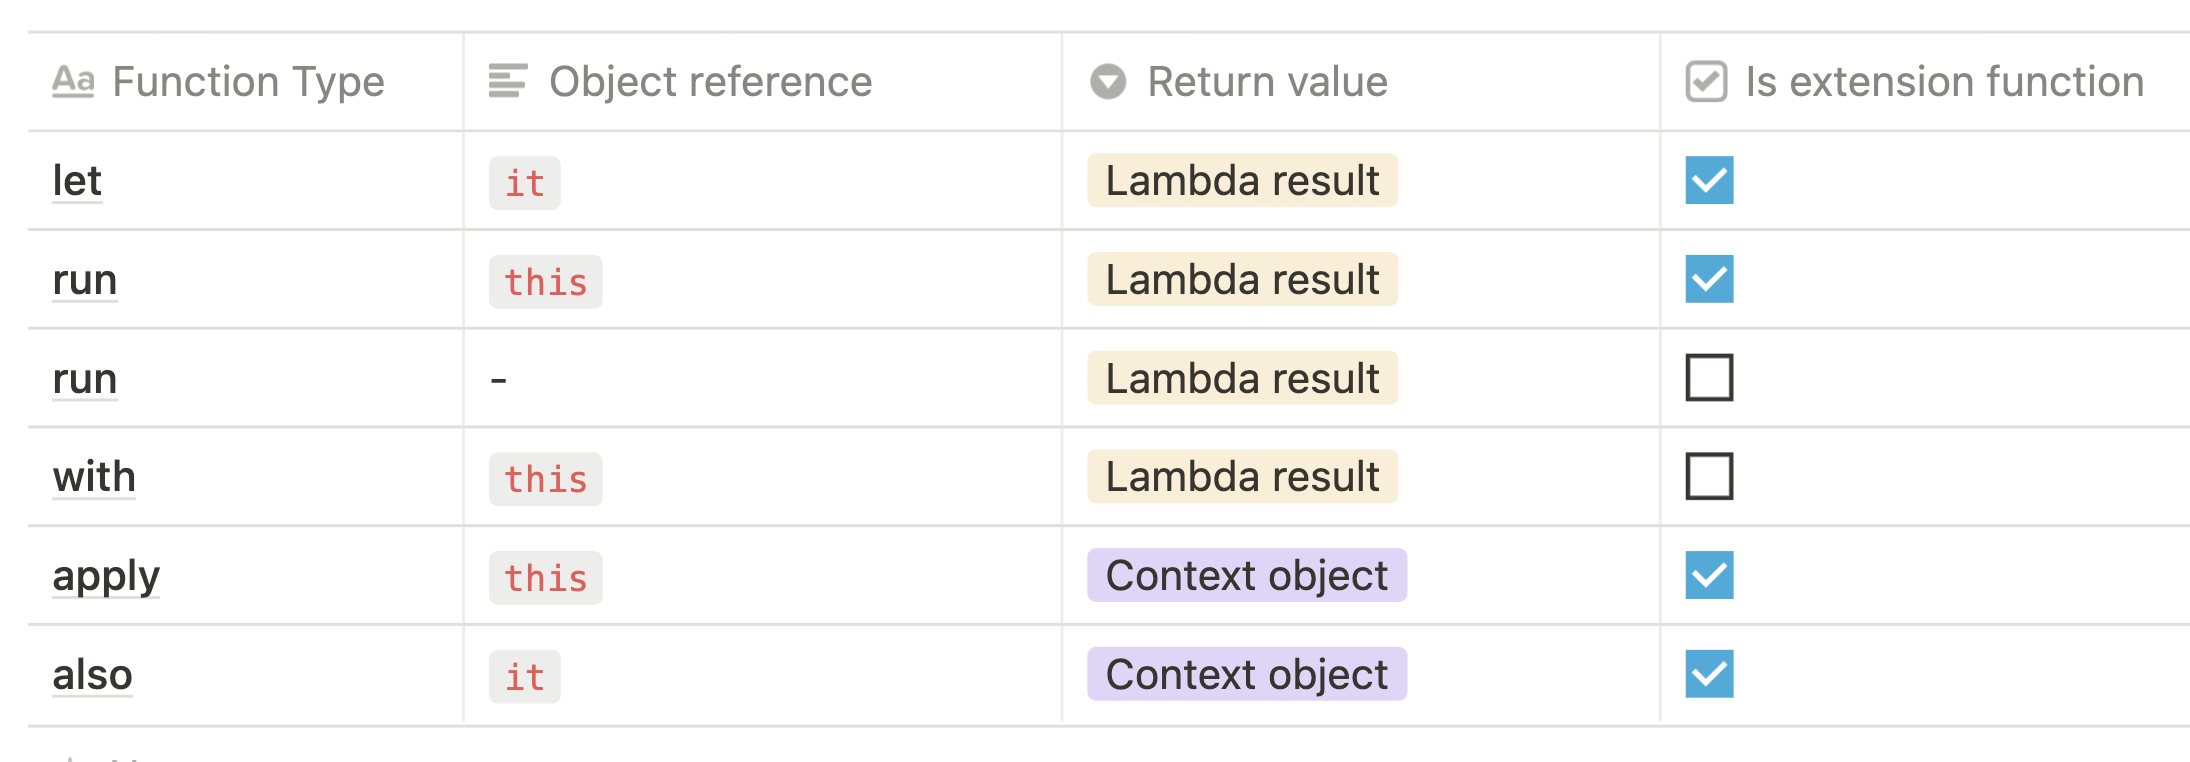 Aa Function Type Object reference Return value Is extension function
let it Lambda result
run this Lambda result
run - Lambda result
with this Lambda result
apply this Context object
also it Context object